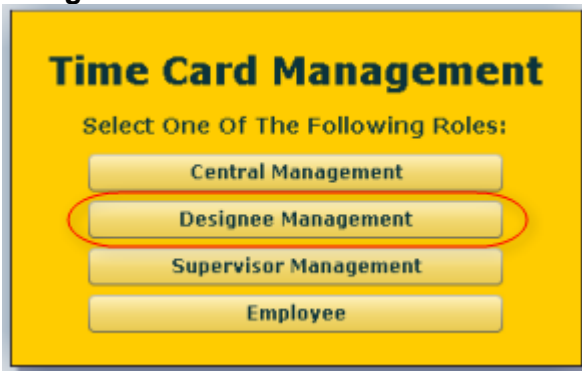 Time Card Management
Select One Of The Following Roles:
Central Management
Designee Management
Supervisor Management
Employee